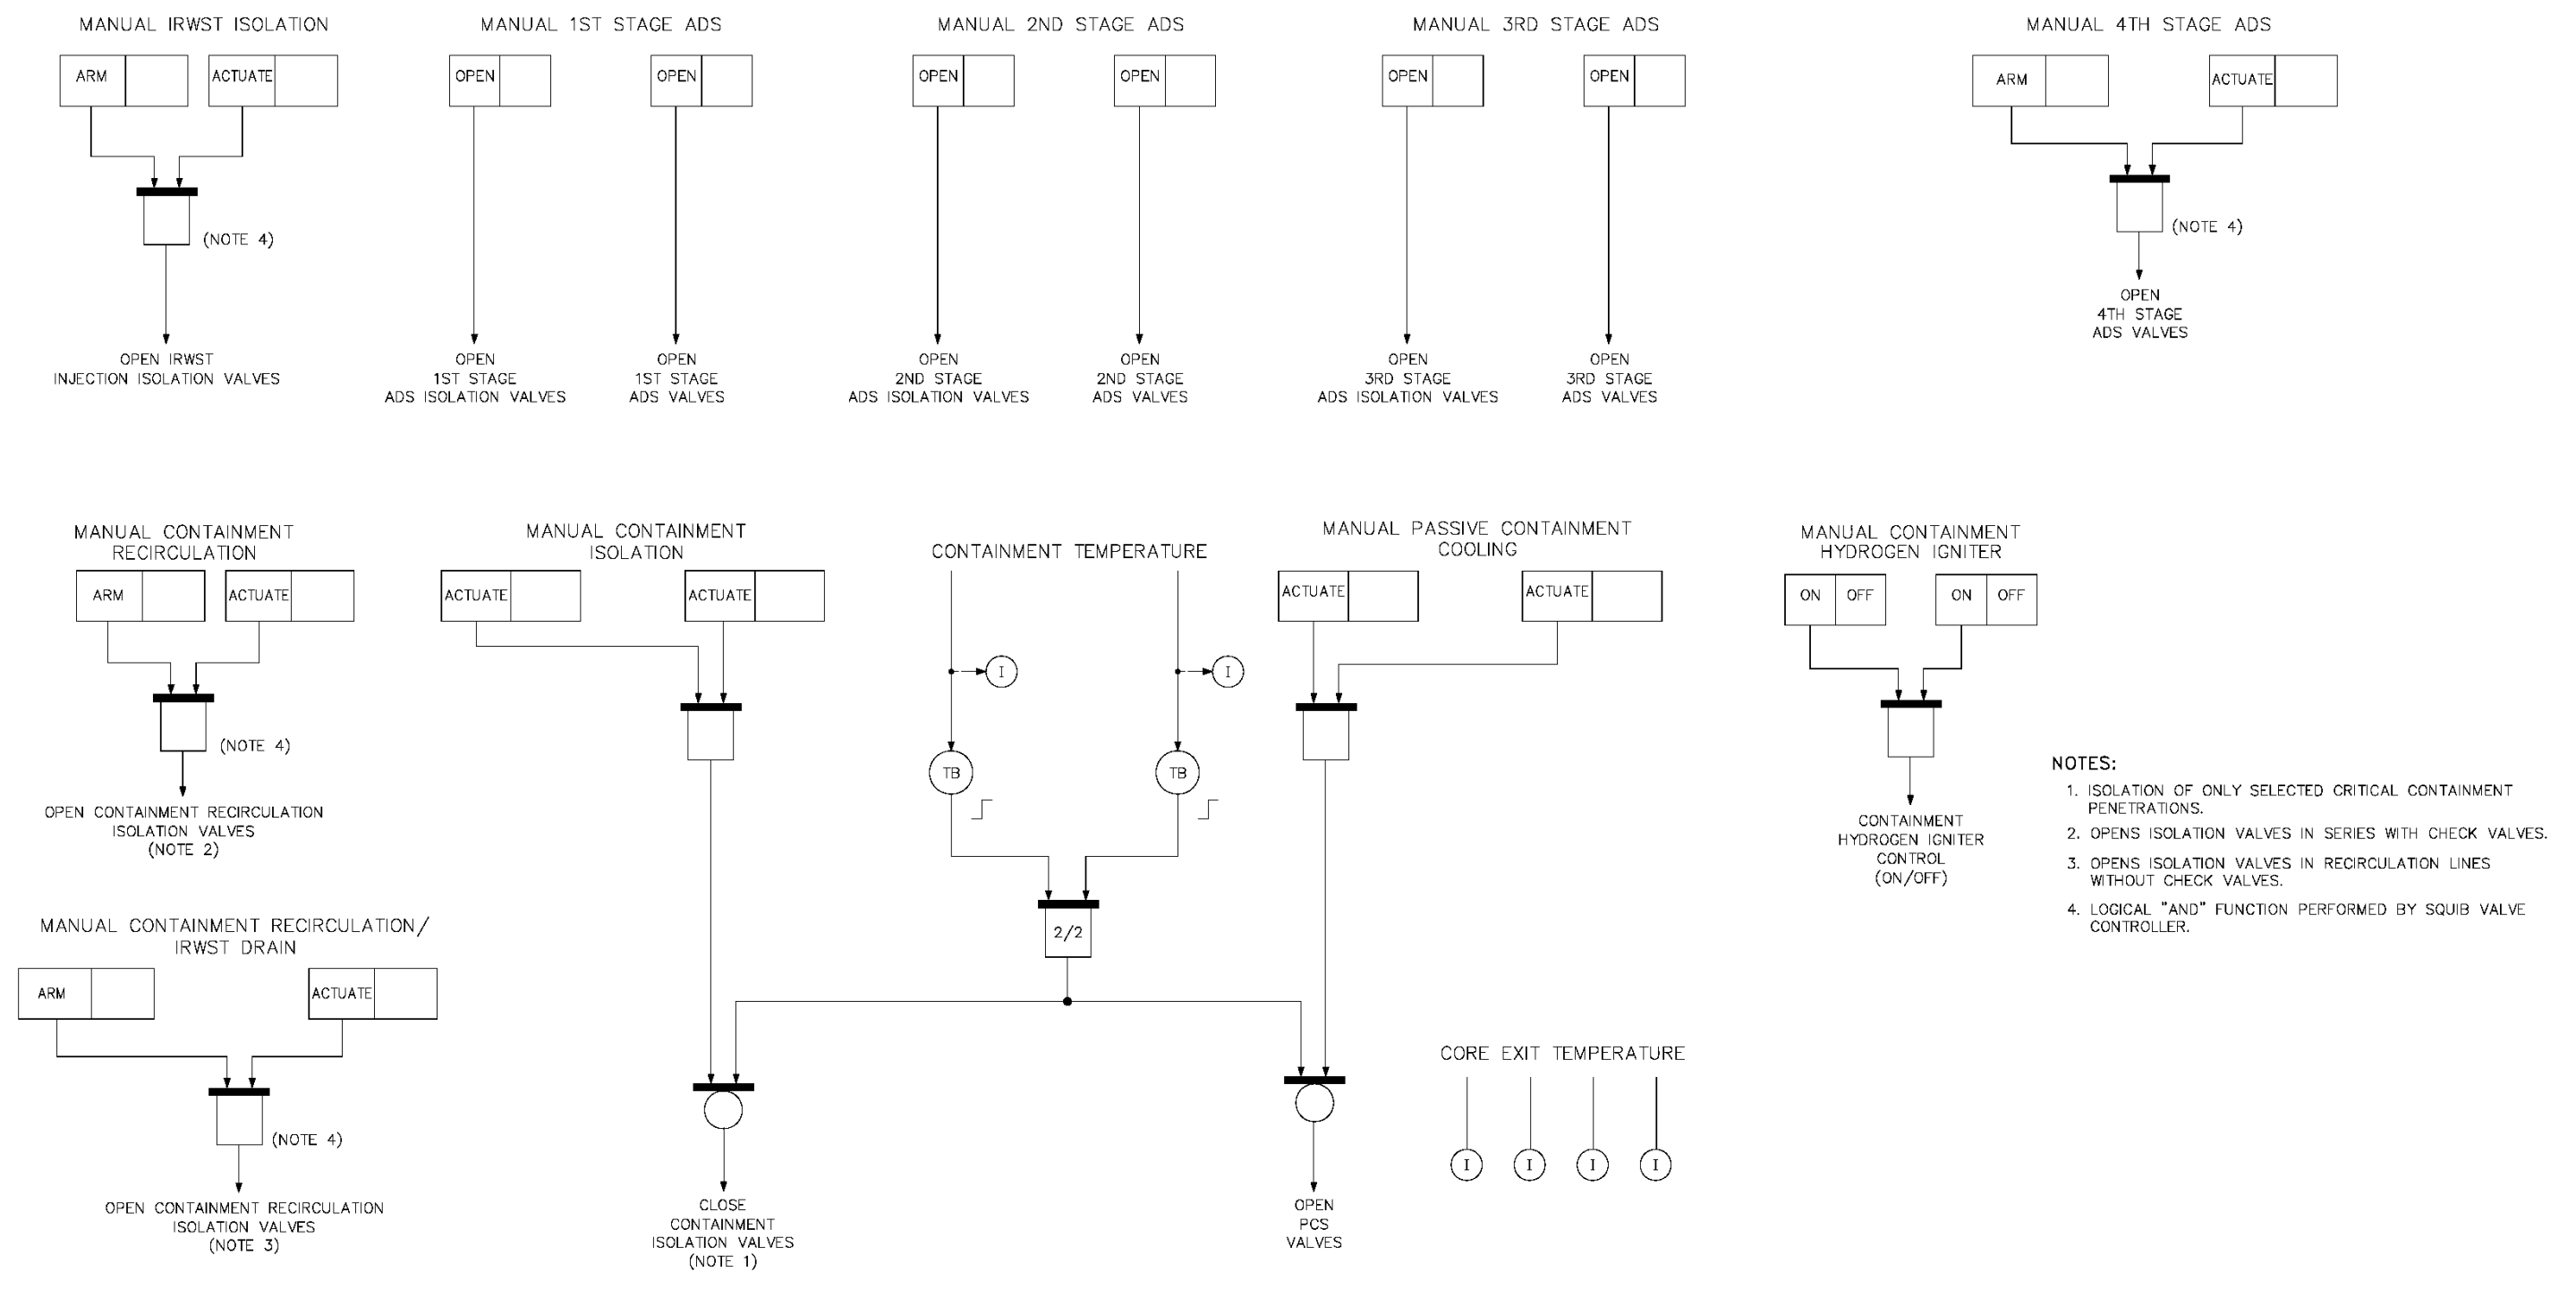 MANUAL IRWST ISOLATION
ARM
ACTUATE
(NOTE 4)
OPEN IRWST
INJECTION ISOLATION VALVES
MANUAL 1ST STAGE ADS
OPEN
OPEN
OPEN
1ST STAGE
ADS ISOLATION VALVES
OPEN
1ST STAGE
ADS VALVES
MANUAL 2ND STAGE ADS
OPEN
OPEN
OPEN
2ND STAGE
ADS ISOLATION VALVES
OPEN
2ND STAGE
ADS VALVES
MANUAL 3RD STAGE ADS
OPEN
OPEN
OPEN
3RD STAGE
ADS ISOLATION VALVES
OPEN
3RD STAGE
ADS VALVES
MANUAL 4TH STAGE ADS
ARM
ACTUATE
(NOTE 4)
OPEN
4TH STAGE
ADS VALVES
MANUAL CONTAINMENT
RECIRCULATION
ARM
ACTUATE
(NOTE 4)
OPEN CONTAINMENT RECIRCULATION
ISOLATION VALVES
(NOTE 2)
MANUAL CONTAINMENT RECIRCULATION/
IRWST DRAIN
ARM
ACTUATE
(NOTE 4)
OPEN CONTAINMENT RECIRCULATION
ISOLATION VALVES
(NOTE 3)
MANUAL CONTAINMENT
ISOLATION
ACTUATE
ACTUATE
CLOSE
CONTAINMENT
ISOLATION VALVES
(NOTE 1)
CONTAINMENT TEMPERATURE
I
I
TB
TB
2/2
MANUAL PASSIVE CONTAINMENT
COOLING
ACTUATE
ACTUATE
OPEN
PCS
VALVES
CORE EXIT TEMPERATURE
I
I
I
I
MANUAL CONTAINMENT
HYDROGEN IGNITER
ON OFF
ON OFF
CONTAINMENT
HYDROGEN IGNITER
CONTROL
(ON/OFF)
NOTES:
1. ISOLATION OF ONLY SELECTED CRITICAL CONTAINMENT
PENETRATIONS.
2. OPENS ISOLATION VALVES IN SERIES WITH CHECK VALVES.
3. OPENS ISOLATION VALVES IN RECIRCULATION LINES
WITHOUT CHECK VALVES.
4. LOGICAL "AND" FUNCTION PERFORMED BY SQUIB VALVE
CONTROLLER.